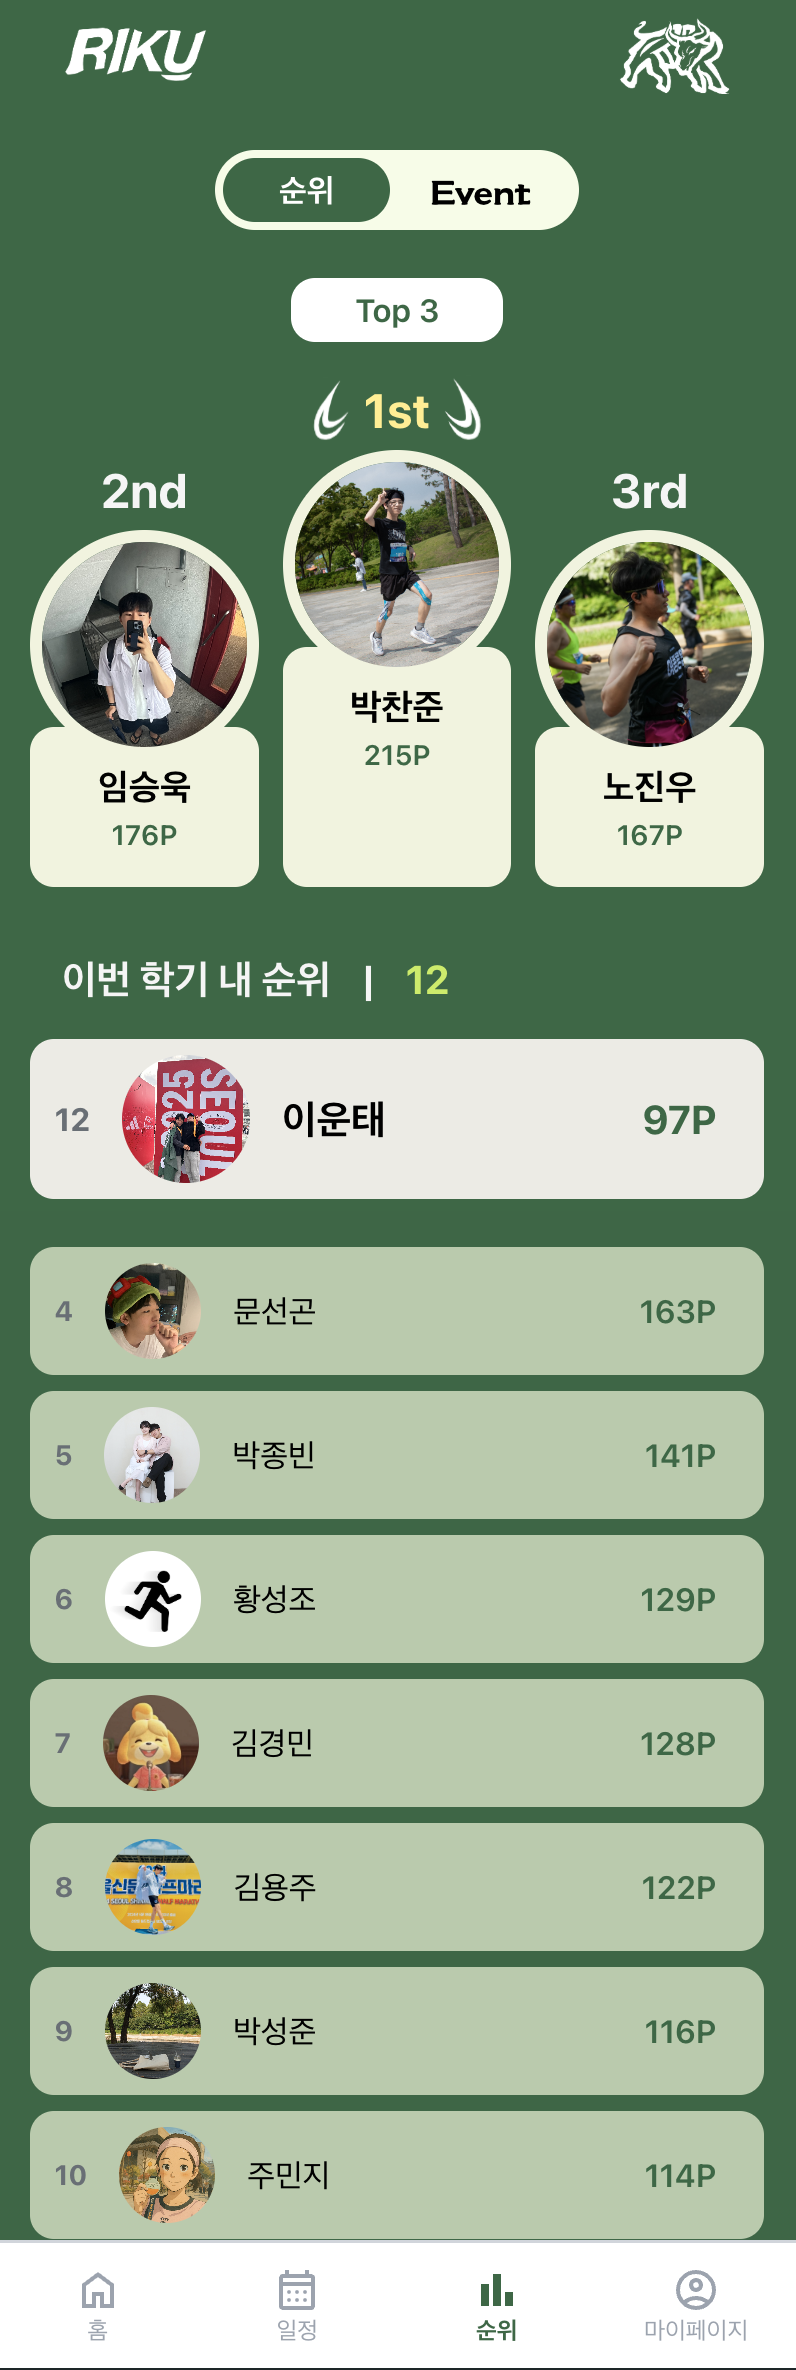 RIKU
순위 Event
Top 3
1st
2nd
3rd
박찬준
215P
임승욱
176P
노진우
167P
이번 학기 내 순위 | 12
12 2025 SEOUL 이운태 97P
4 문선곤 163P
5 박종빈 141P
6 황성조 129P
7 김경민 128P
8 김용주 122P
9 박성준 116P
10 주민지 114P
홈 일정 순위 마이페이지